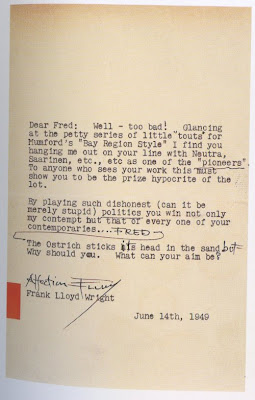 Dear Fred:   Well - too bad!  Glancing
at the petty series of little "touts for
Mumford's "Bay Region Style" I find you
hanging me out on your line with Neutra,
Saarinen, etc., etc as one of the "pioneers".
To anyone who sees your work this must
show you to be the prize hypocrite of the
lot.
By playing such dishonest (can it be
merely stupid) politics you win not only
my contempt but that of every one of your
contemporaries.... FRED
The Ostrich sticks its head in the sand but
Why should you.  What can your aim be?
Frank Lloyd Wright
June 14th, 1949